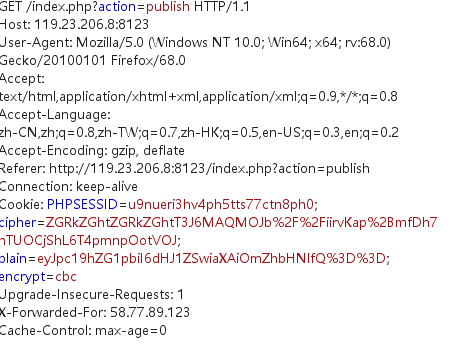 GET /index.php?action=publish HTTP/1.1
Host: 119.23.206.8:8123
User-Agent: Mozilla/5.0 (Windows NT 10.0; Win64; x64; rv:68.0)
Gecko/20100101 Firefox/68.0
Accept:
text/html,application/xhtml+xml,application/xml;q=0.9,*/*;q=0.8
Accept-Language:
zh-CN,zh;q=0.8,zh-TW;q=0.7,zh-HK;q=0.5,en-US;q=0.3,en;q=0.2
Accept-Encoding: gzip, deflate
Referer: http://119.23.206.8:8123/index.php?action=publish
Connection: keep-alive
Cookie: PHPSESSID=u9nueri3hv4ph5tts77ctn8ph0;
cipher=ZGRkZGhtZGRkZGhtT3J6MAQMOJb%2F%2FiirvKap%2BmfDh7
nTUOCjShL6T4pmnpOotVOJ;
plain=eyJpc19hZG1pbiI6dHJ1ZSwiaXAiOmZhbHNlfQ%3D%3D;
encrypt=cbc
Upgrade-Insecure-Requests: 1
X-Forwarded-For: 58.77.89.123
Cache-Control: max-age=0